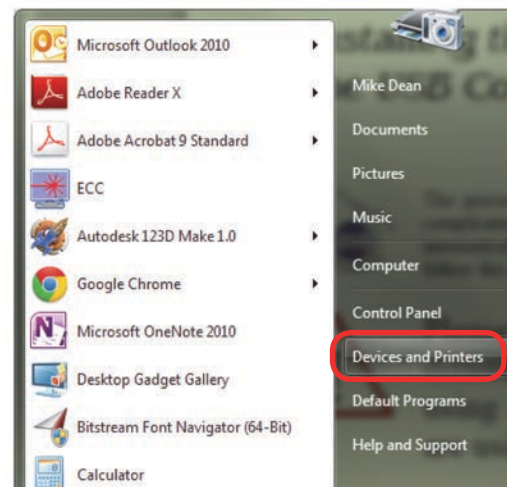 Microsoft Outlook 2010
Adobe Reader X
Adobe Acrobat 9 Standard
ECC
Autodesk 123D Make 1.0
Google Chrome
Microsoft OneNote 2010
Desktop Gadget Gallery
Bitstream Font Navigator (64-Bit)
Calculator
Mike Dean
Documents
Pictures
Music
Computer
Control Panel
Devices and Printers
Default Programs
Help and Support